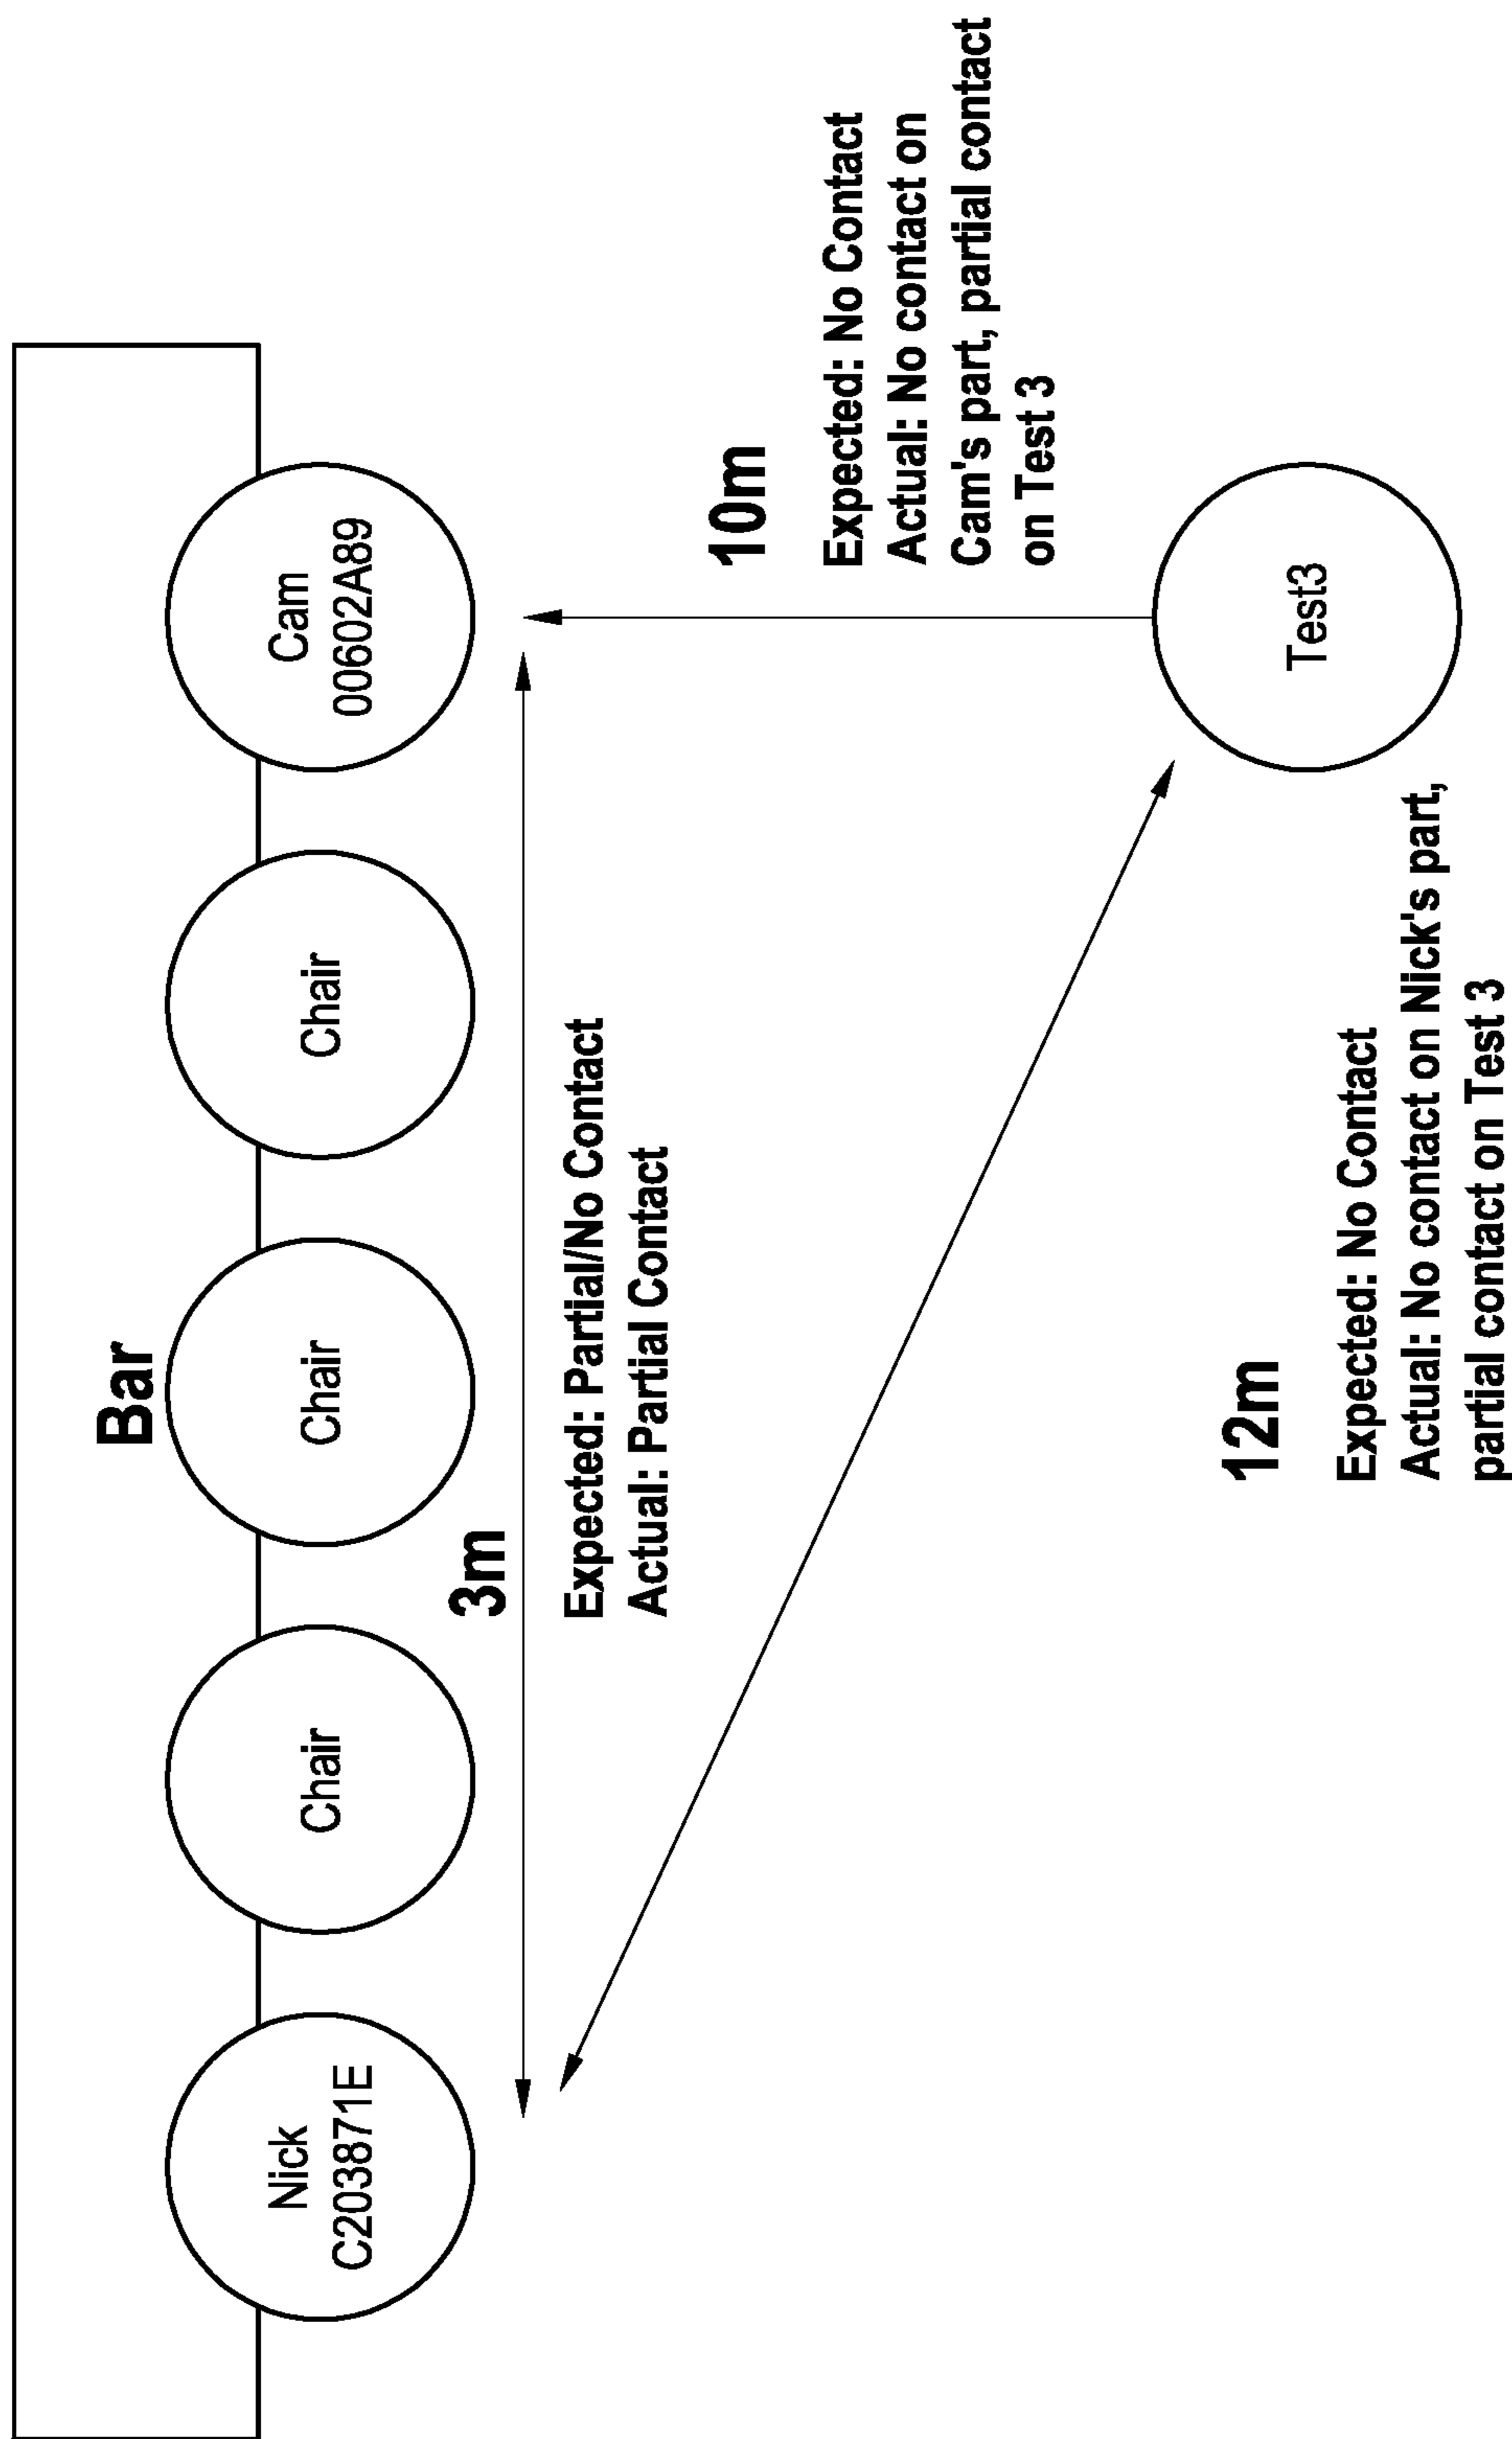 Bar
Nick
C203871E
Chair
Chair
Chair
Cam
00602A89
3m
Expected: Partial/No Contact
Actual: Partial Contact
10m
Expected: No Contact
Actual: No contact on
Cam's part, partial contact
on Test 3
12m
Expected: No Contact
Actual: No contact on Nick's part,
partial contact on Test 3
Test3